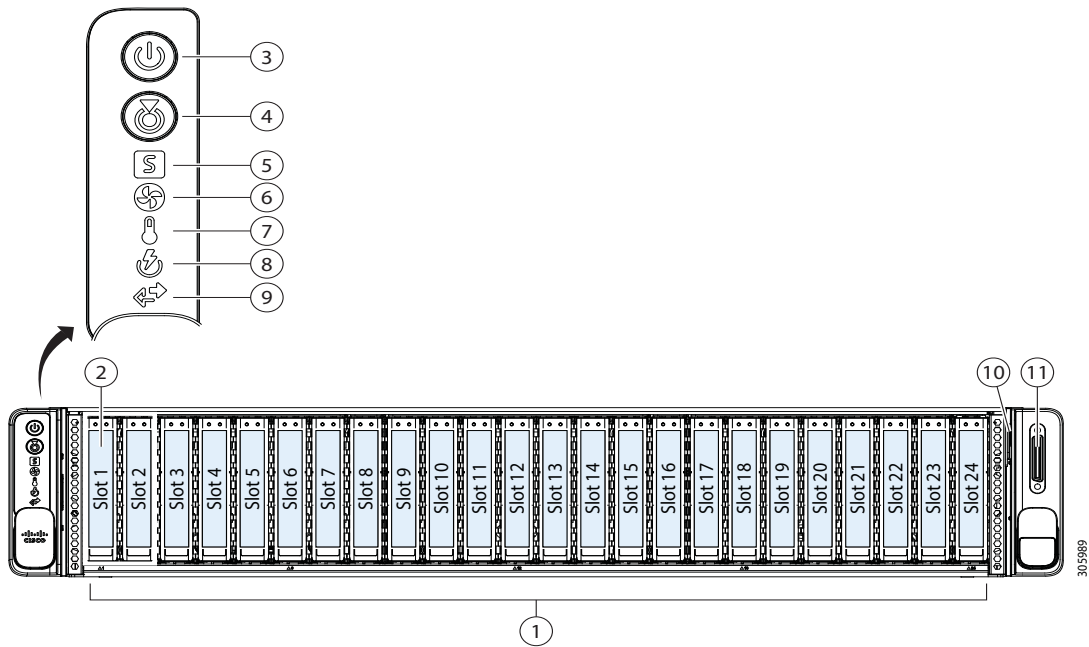 3
4
S
5
6
7
8
9
2
10
11
Slot 1
Slot 2
Slot 3
Slot 4
Slot 5
Slot 6
Slot 7
Slot 8
Slot 9
Slot 10
Slot 11
Slot 12
Slot 13
Slot 14
Slot 15
Slot 16
Slot 17
Slot 18
Slot 19
Slot 20
Slot 21
Slot 22
Slot 23
Slot 24
CISCO
305989
1